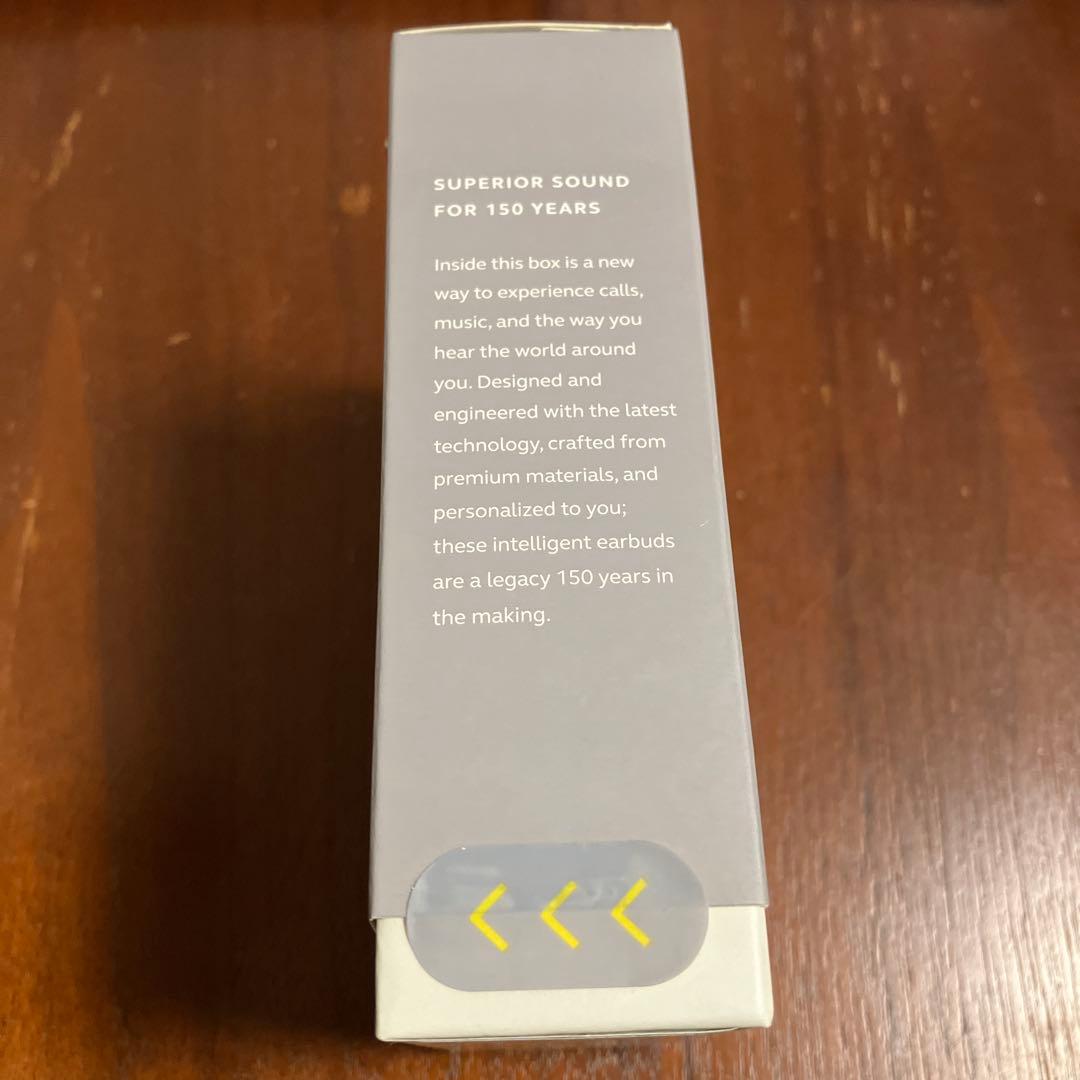 SUPERIOR SOUND
FOR 150 YEARS
Inside this box is a new
way to experience calls,
music, and the way you
hear the world around
you. Designed and
engineered with the latest
technology, crafted from
premium materials, and
personalized to you;
these intelligent earbuds
are a legacy 150 years in
the making.